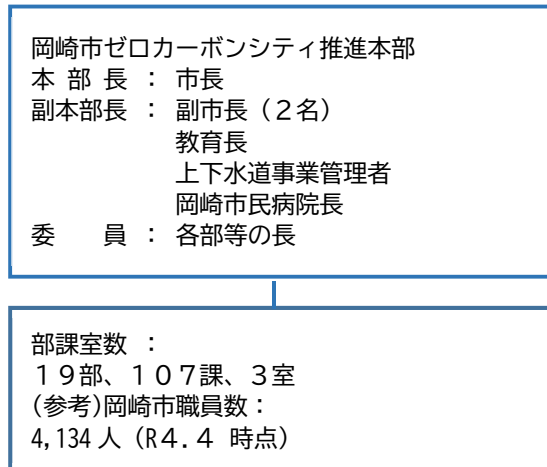 岡崎市ゼロカーボンシティ推進本部
本 部 長 ： 市長
副本部長 ： 副市長（２名）
教育長
上下水道事業管理者
岡崎市民病院長
委　　員 ： 各部等の長
部課室数 ：
１９部、１０７課、３室
(参考)岡崎市職員数：
4,134 人（R４.４ 時点）